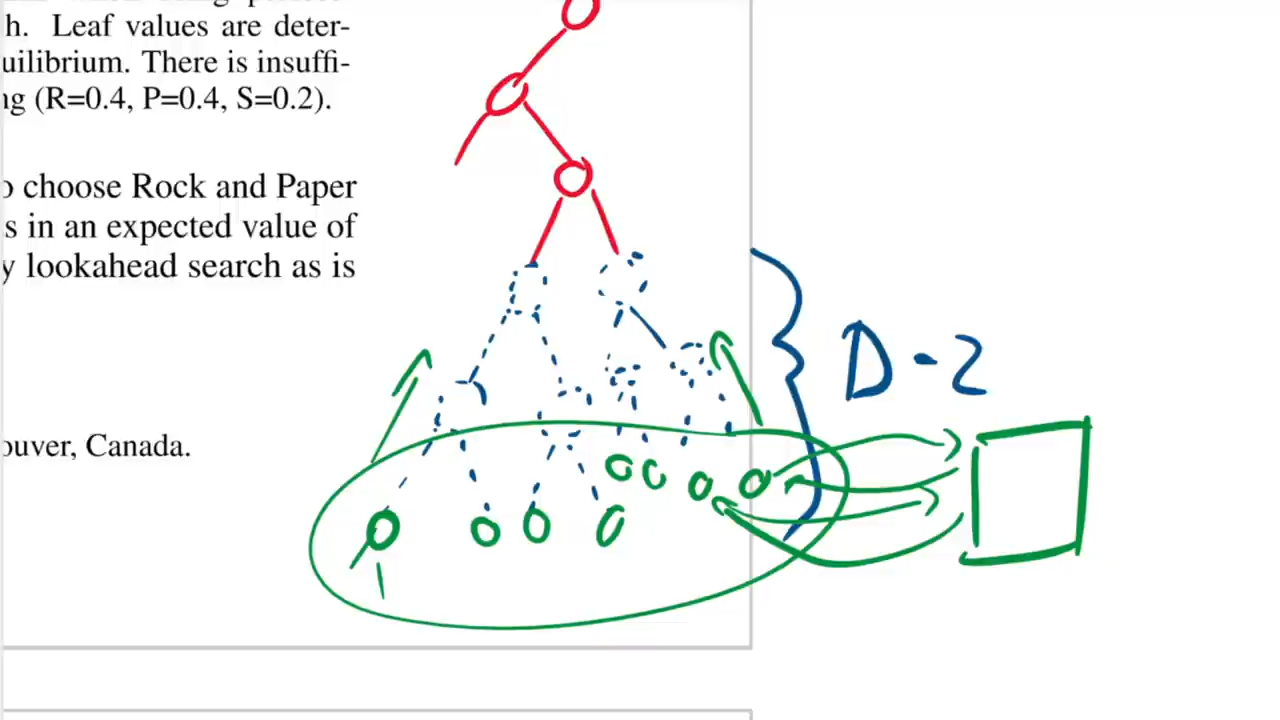 h. Leaf values are deter-
uilibrium. There is insuffi-
ng (R=0.4, P=0.4, S=0.2).
o choose Rock and Paper
s in an expected value of
y lookahead search as is
ouver, Canada.
D-2